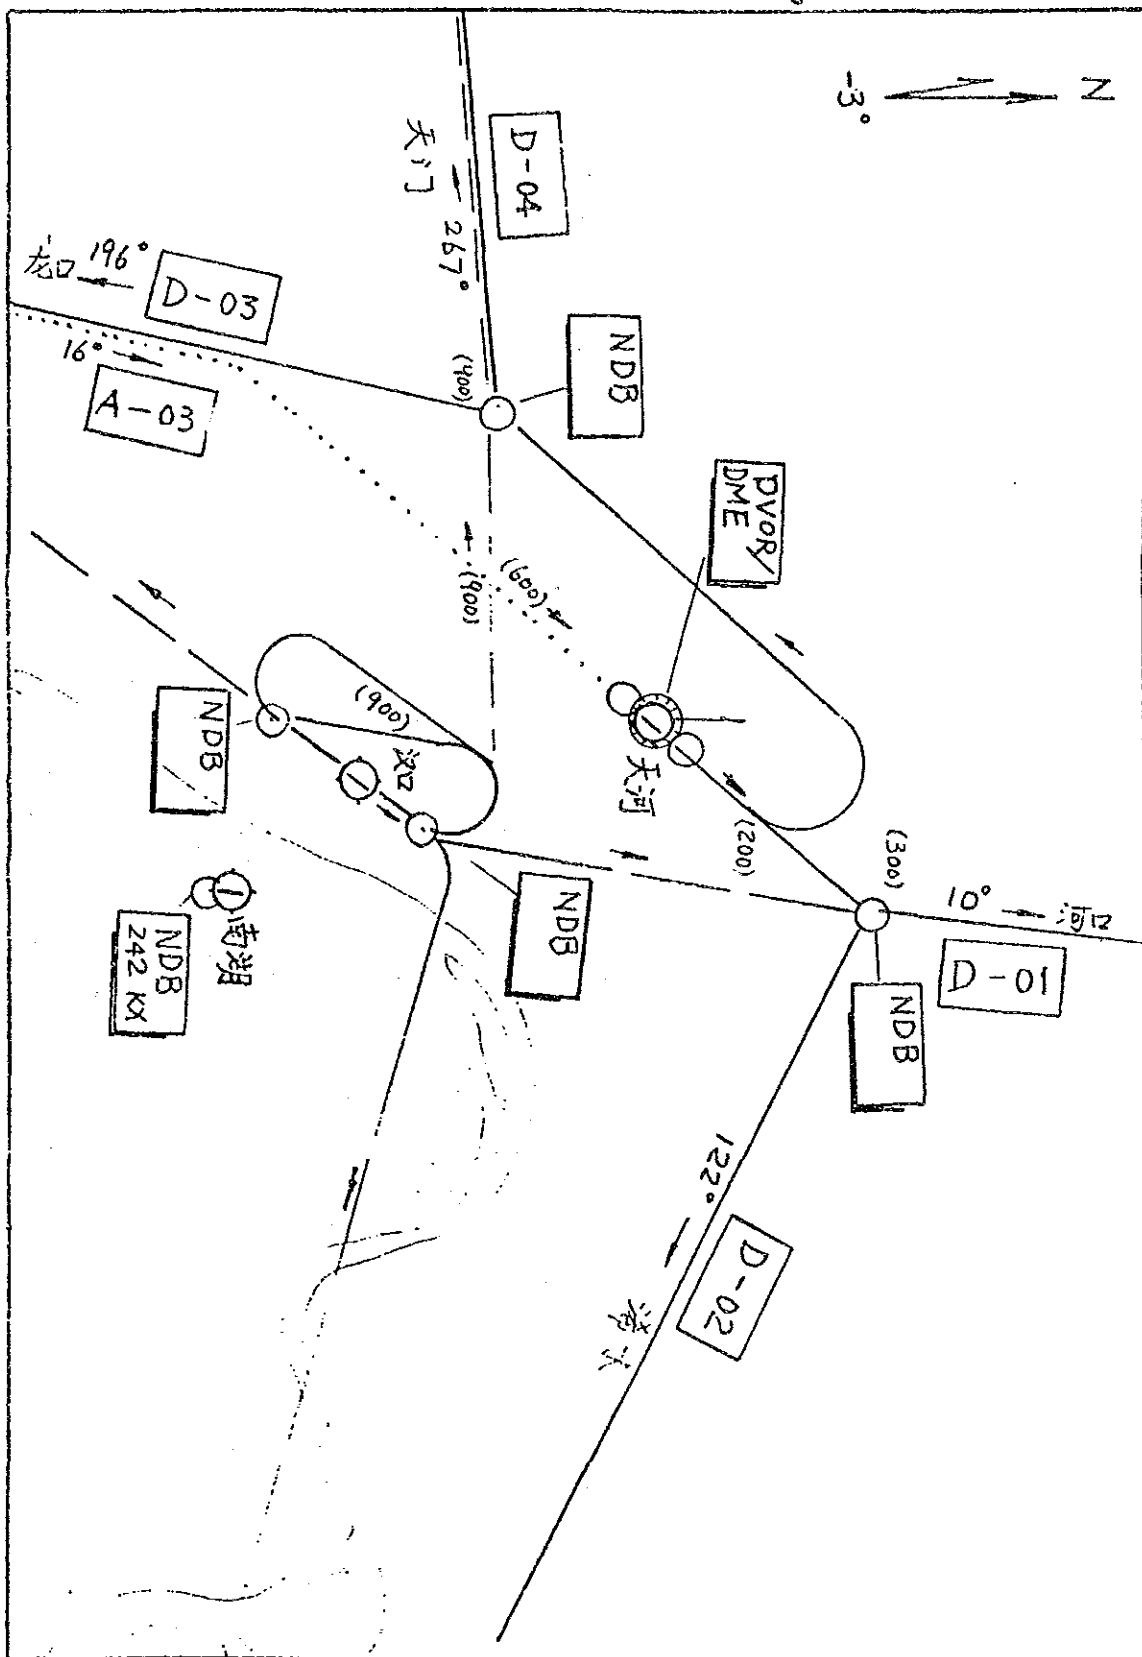 N
-3°
D-04
天门
267°
龙口
196°
D-03
16°
A-03
(400)
NDB
DVOR/
DME
(600)
(900)
天河
(200)
(300)
10°
河口
D-01
NDB
NDB
(900)
汉口
NDB
南湖
NDB
242 KX
122°
D-02